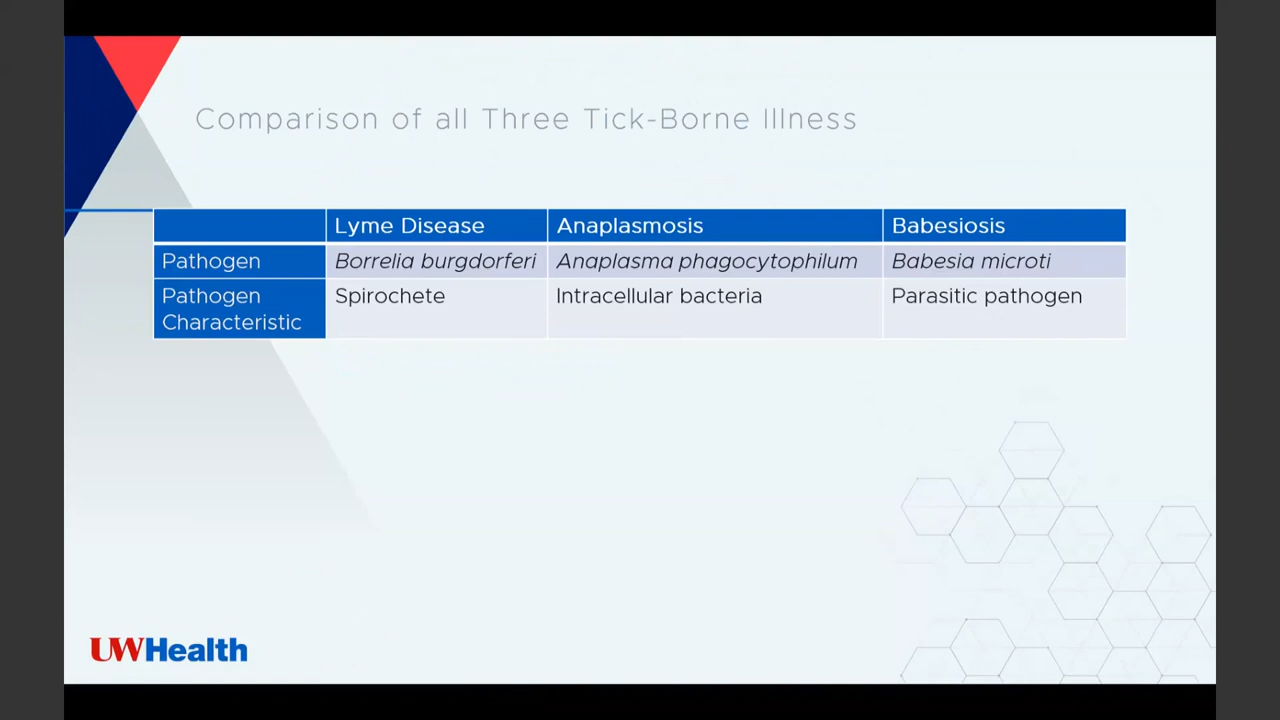 Comparison of all Three Tick-Borne Illness
Lyme Disease Anaplasmosis Babesiosis
Pathogen Borrelia burgdorferi Anaplasma phagocytophilum Babesia microti
Pathogen Spirochete Intracellular bacteria Parasitic pathogen
Characteristic
UWHealth